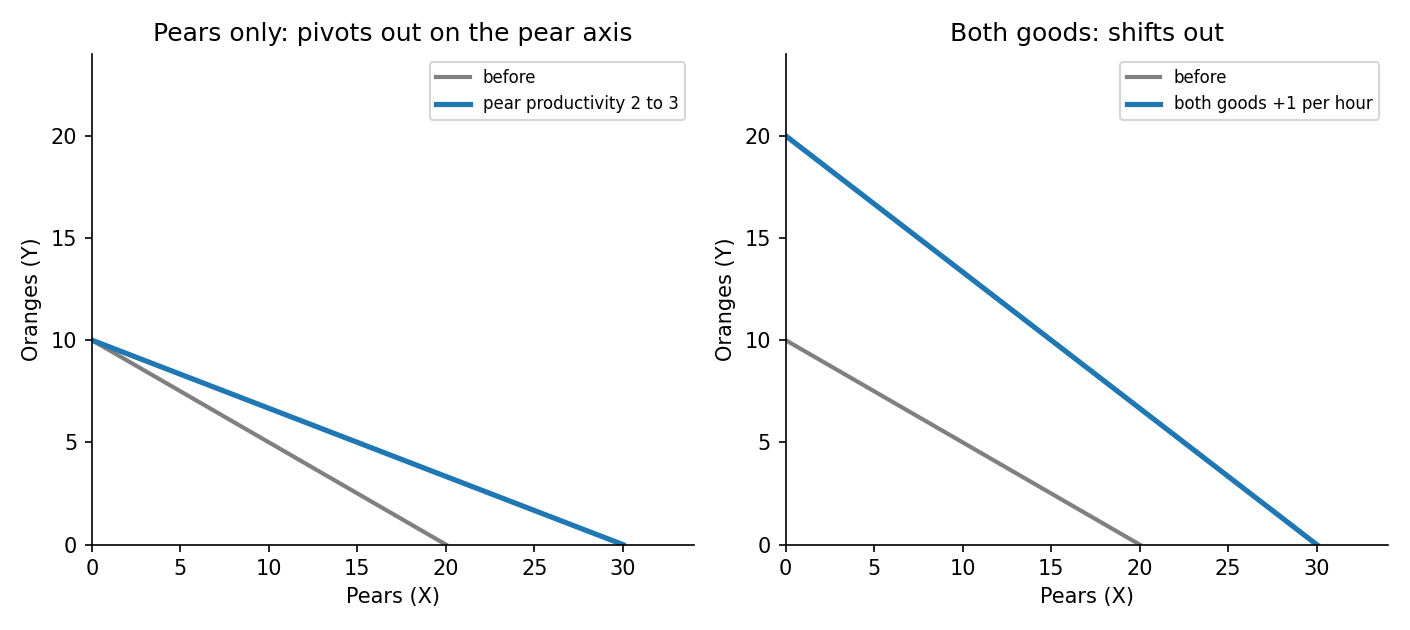 Pears only: pivots out on the pear axis
before
pear productivity 2 to 3
Oranges (Y)
20
15
10
5
0
0 5 10 15 20 25 30
Pears (X)
Both goods: shifts out
before
both goods +1 per hour
Oranges (Y)
20
15
10
5
0
0 5 10 15 20 25 30
Pears (X)